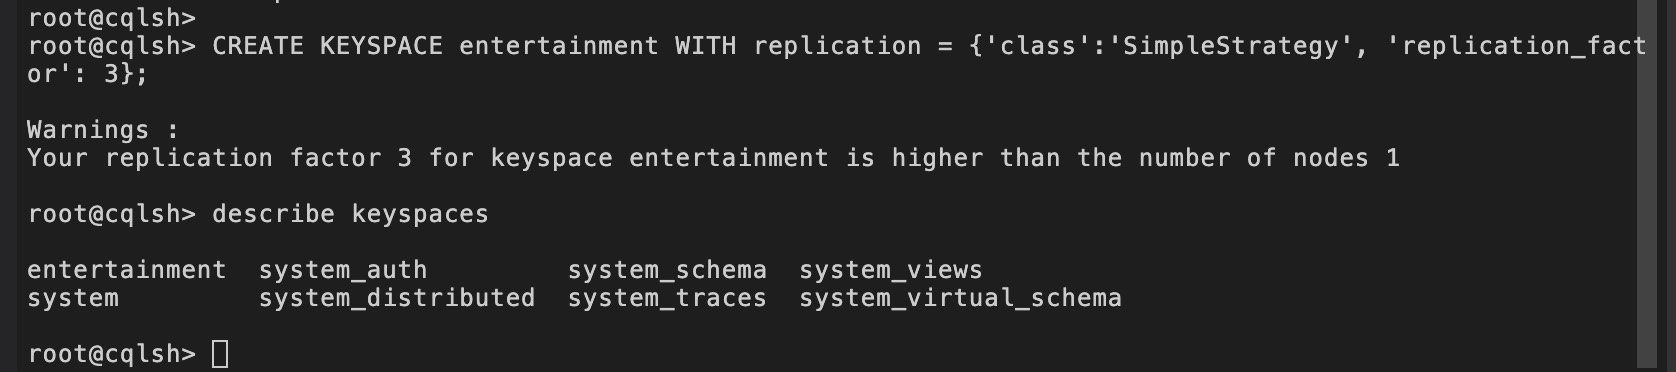 root@cqlsh>
root@cqlsh> CREATE KEYSPACE entertainment WITH replication = {'class':'SimpleStrategy', 'replication_fact
or': 3};
Warnings :
Your replication factor 3 for keyspace entertainment is higher than the number of nodes 1
root@cqlsh> describe keyspaces
entertainment  system_auth         system_schema  system_views
system         system_distributed  system_traces  system_virtual_schema
root@cqlsh>